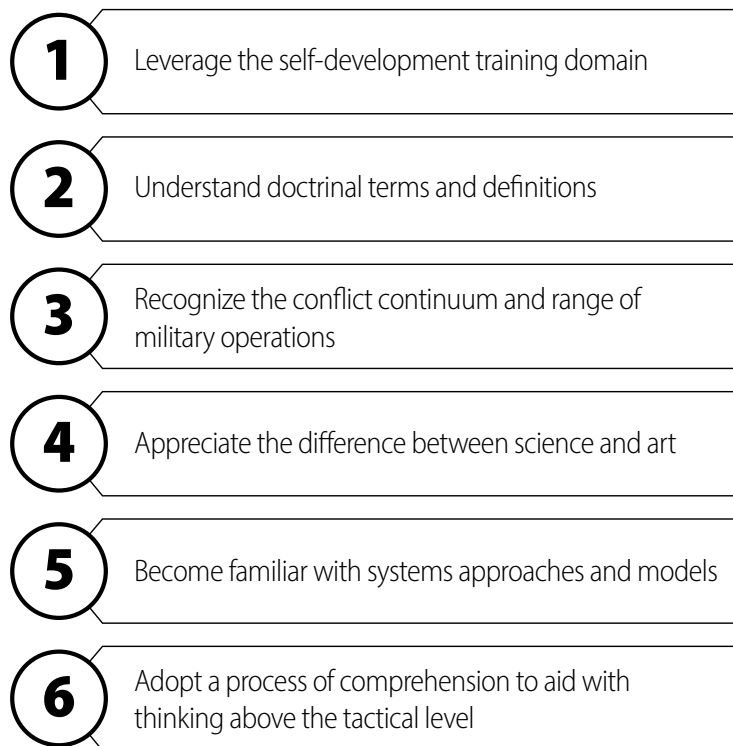 1
Leverage the self-development training domain
2
Understand doctrinal terms and definitions
3
Recognize the conflict continuum and range of
military operations
4
Appreciate the difference between science and art
5
Become familiar with systems approaches and models
6
Adopt a process of comprehension to aid with
thinking above the tactical level